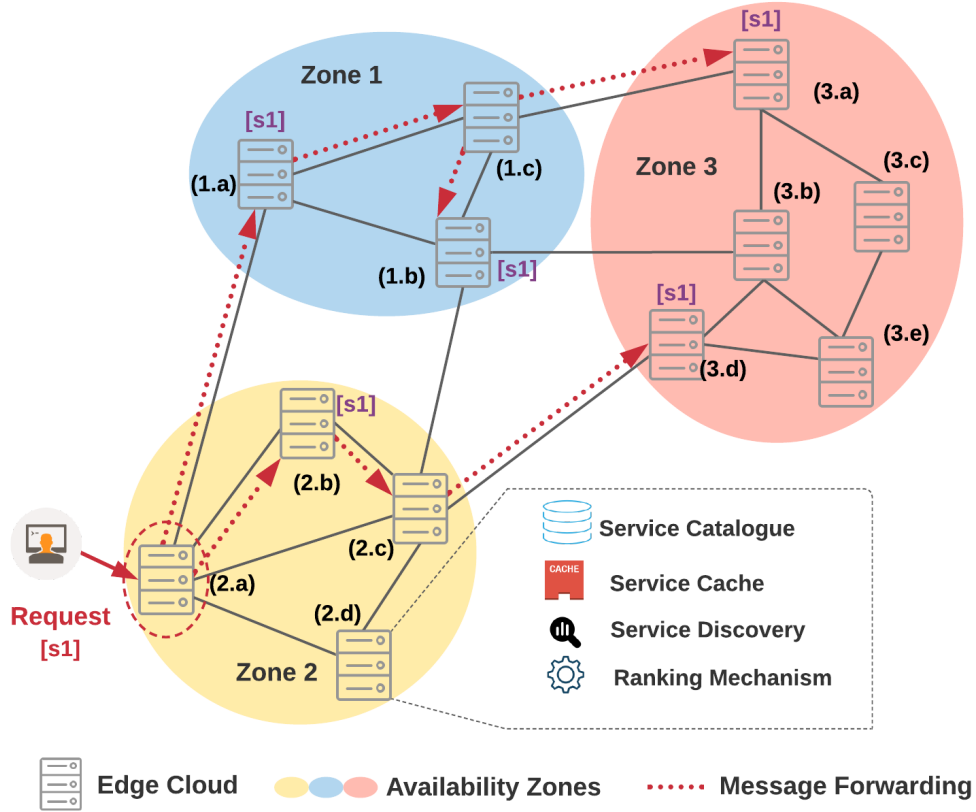 [s1]
Zone 1
(3.a)
[s1]
(3.c)
(1.a)
(1.c)
Zone 3
(3.b)
(1.b)
[s1]
[s1]
(3.e)
(3.d)
[s1]
(2.b)
Service Catalogue
(2.c)
CACHE
Service Cache
(2.a)
Request
[s1]
(2.d)
Service Discovery
Zone 2
Ranking Mechanism
Edge Cloud
Availability Zones
Message Forwarding